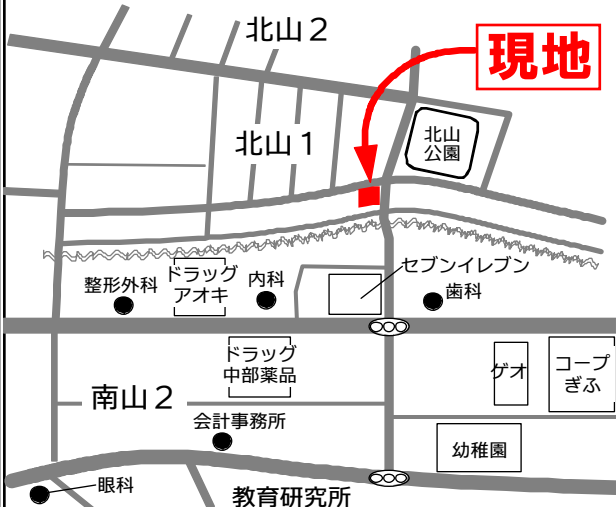 北山２
現地
北山１
北山
公園
セブンイレブン
整形外科
ドラッグ
アオキ
内科
歯科
ドラッグ
中部薬品
ゲオ
コープ
ぎふ
南山２
会計事務所
幼稚園
眼科
教育研究所